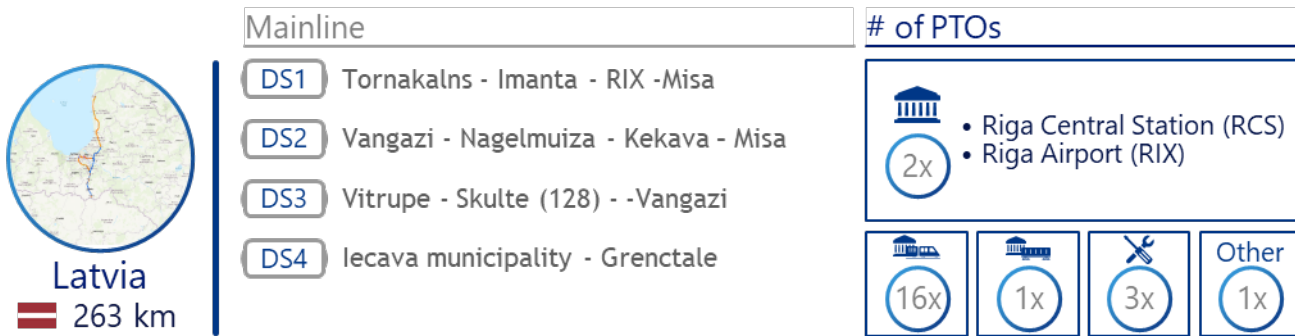 Mainline
DS1 Tornakalns - Imanta - RIX -Misa
DS2 Vangazi - Nagelmuiza - Kekava - Misa
DS3 Vitrupe - Skulte (128) - -Vangazi
DS4 Iecava municipality - Grenctale
Latvia
263 km
# of PTOs
2x
• Riga Central Station (RCS)
• Riga Airport (RIX)
16x
1x
3x
Other
1x